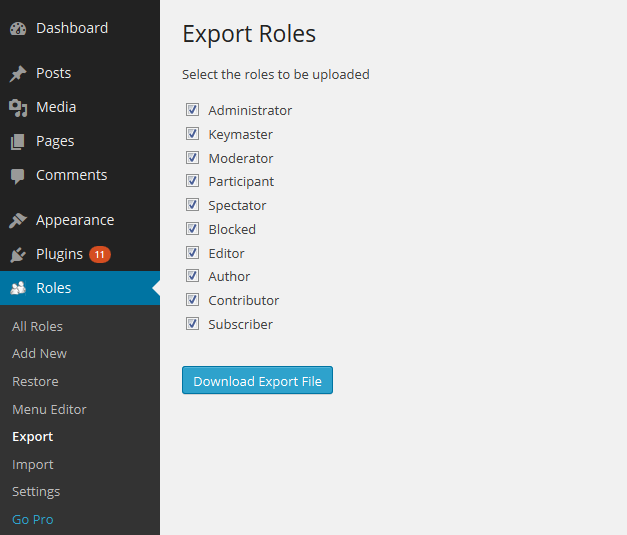 Dashboard
Posts
Media
Pages
Comments
Appearance
Plugins 11
Roles
All Roles
Add New
Restore
Menu Editor
Export
Import
Settings
Go Pro
Export Roles
Select the roles to be uploaded
Administrator
Keymaster
Moderator
Participant
Spectator
Blocked
Editor
Author
Contributor
Subscriber
Download Export File